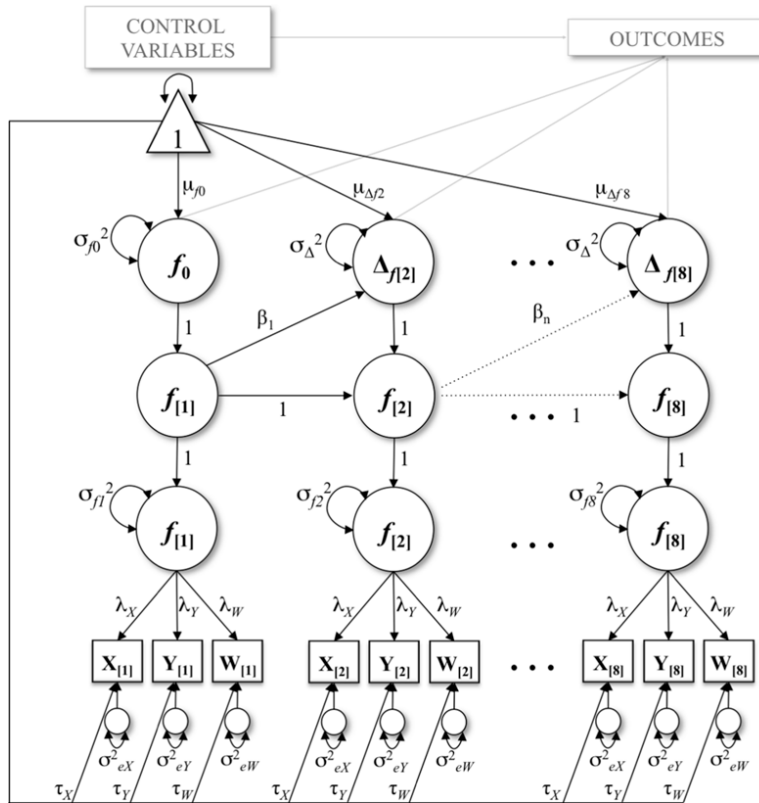 CONTROL VARIABLES
OUTCOMES
1
μf0
μΔf2
μΔf8
σf0²
f0
σΔ²
Δf[2]
• • •
σΔ²
Δf[8]
1
β1
1
βn
1
f[1]
1
f[2]
• • •
1
f[8]
1
1
1
σf1²
f[1]
σf2²
f[2]
• • •
σf8²
f[8]
λX
λY
λW
λX
λY
λW
λX
λY
λW
X[1]
Y[1]
W[1]
X[2]
Y[2]
W[2]
• • •
X[8]
Y[8]
W[8]
σ²eX
σ²eY
σ²eW
σ²eX
σ²eY
σ²eW
σ²eX
σ²eY
σ²eW
τX
τY
τW
τX
τY
τW
τX
τY
τW